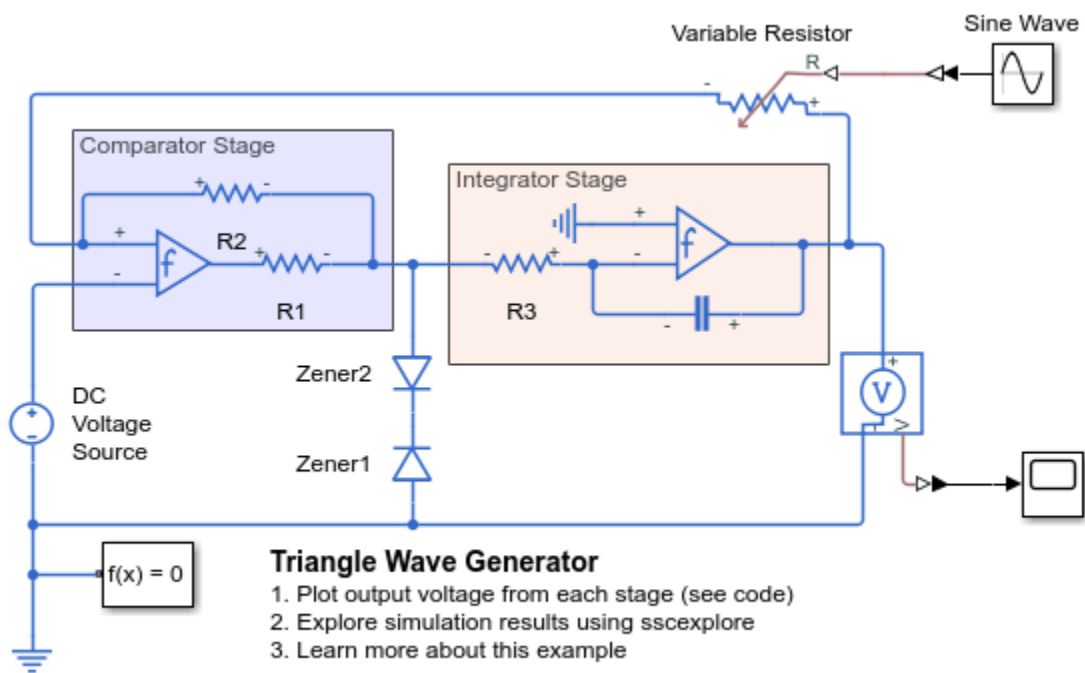 Sine Wave
Variable Resistor
R
-
+
Comparator Stage
+
-
Integrator Stage
+
+
-
R2
+
-
-
+
-
R1
R3
-
+
+
V
-
+
V
Zener2
DC
Voltage
Source
+
-
Zener1
f(x) = 0
Triangle Wave Generator
1. Plot output voltage from each stage (see code)
2. Explore simulation results using sscexplore
3. Learn more about this example